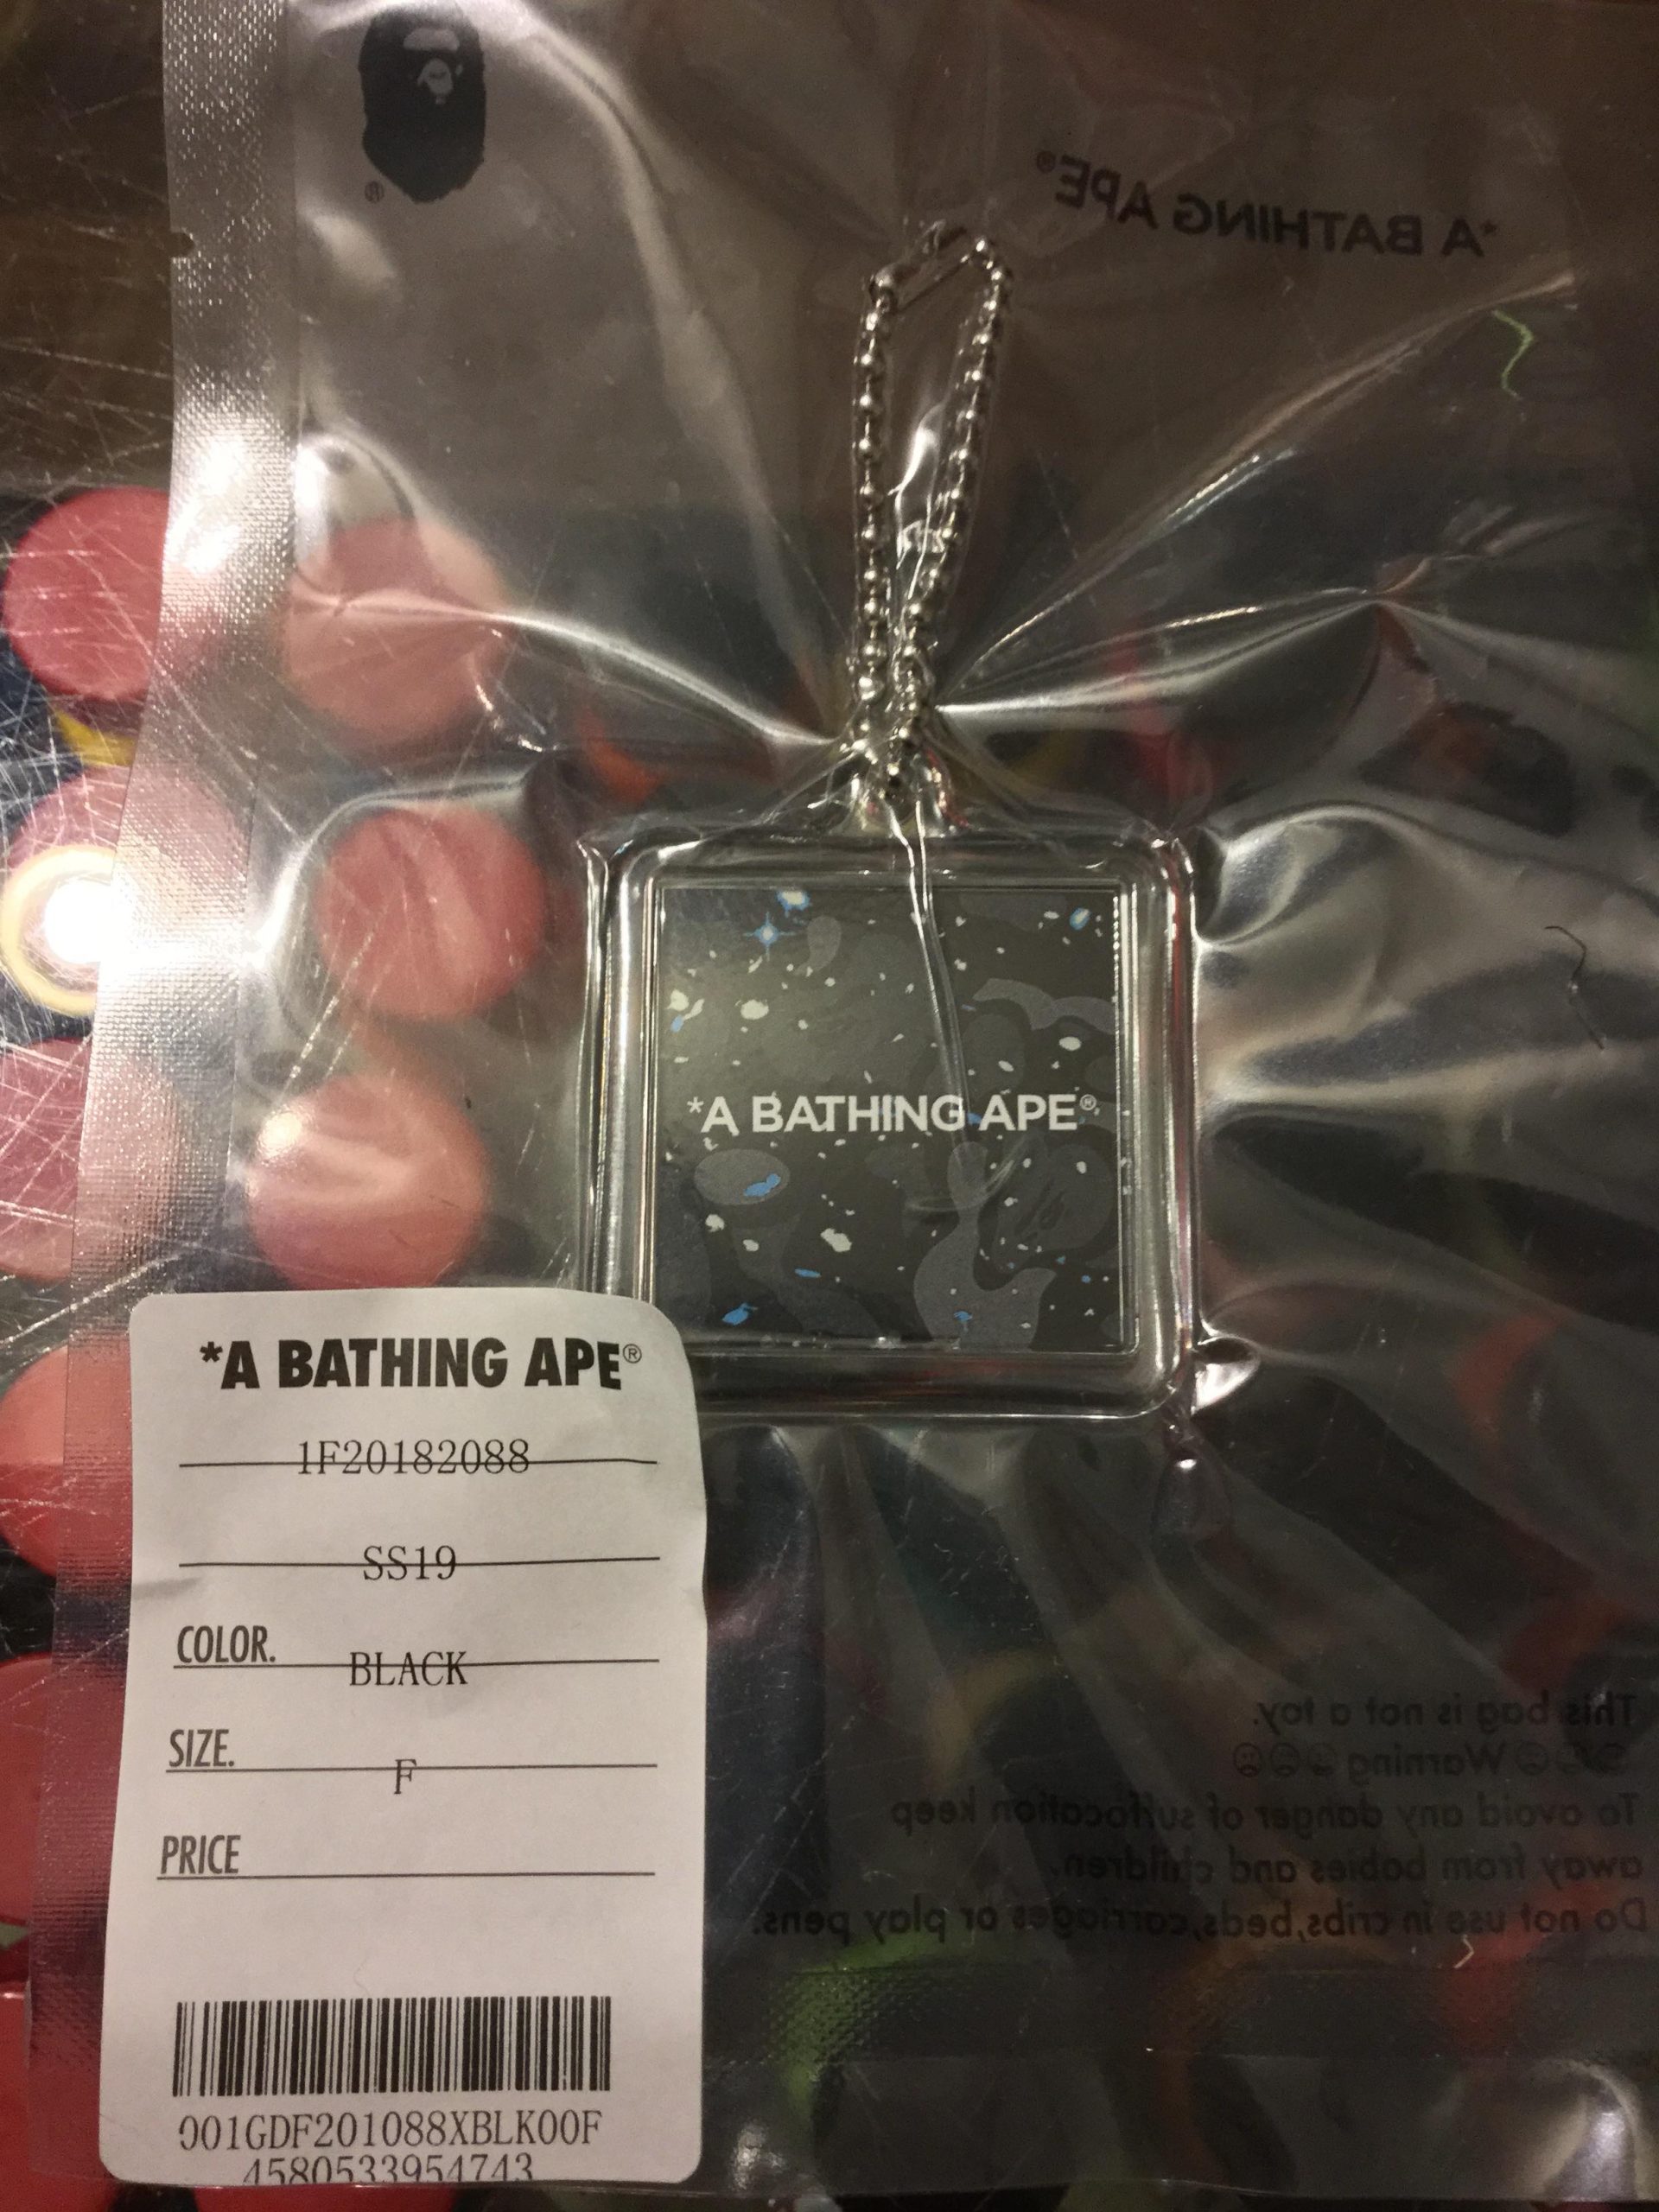 *A BATHING APE®
*A BATHING APE®
*A BATHING APE®
1F20182088
SS19
COLOR. BLACK
SIZE. F
PRICE
001GDF201088XBLK00F
4580533954743
This bag is not a toy.
Warning
To avoid any danger of suffocation keep
away from babies and children.
Do not use in cribs,beds,carriages or play pens.